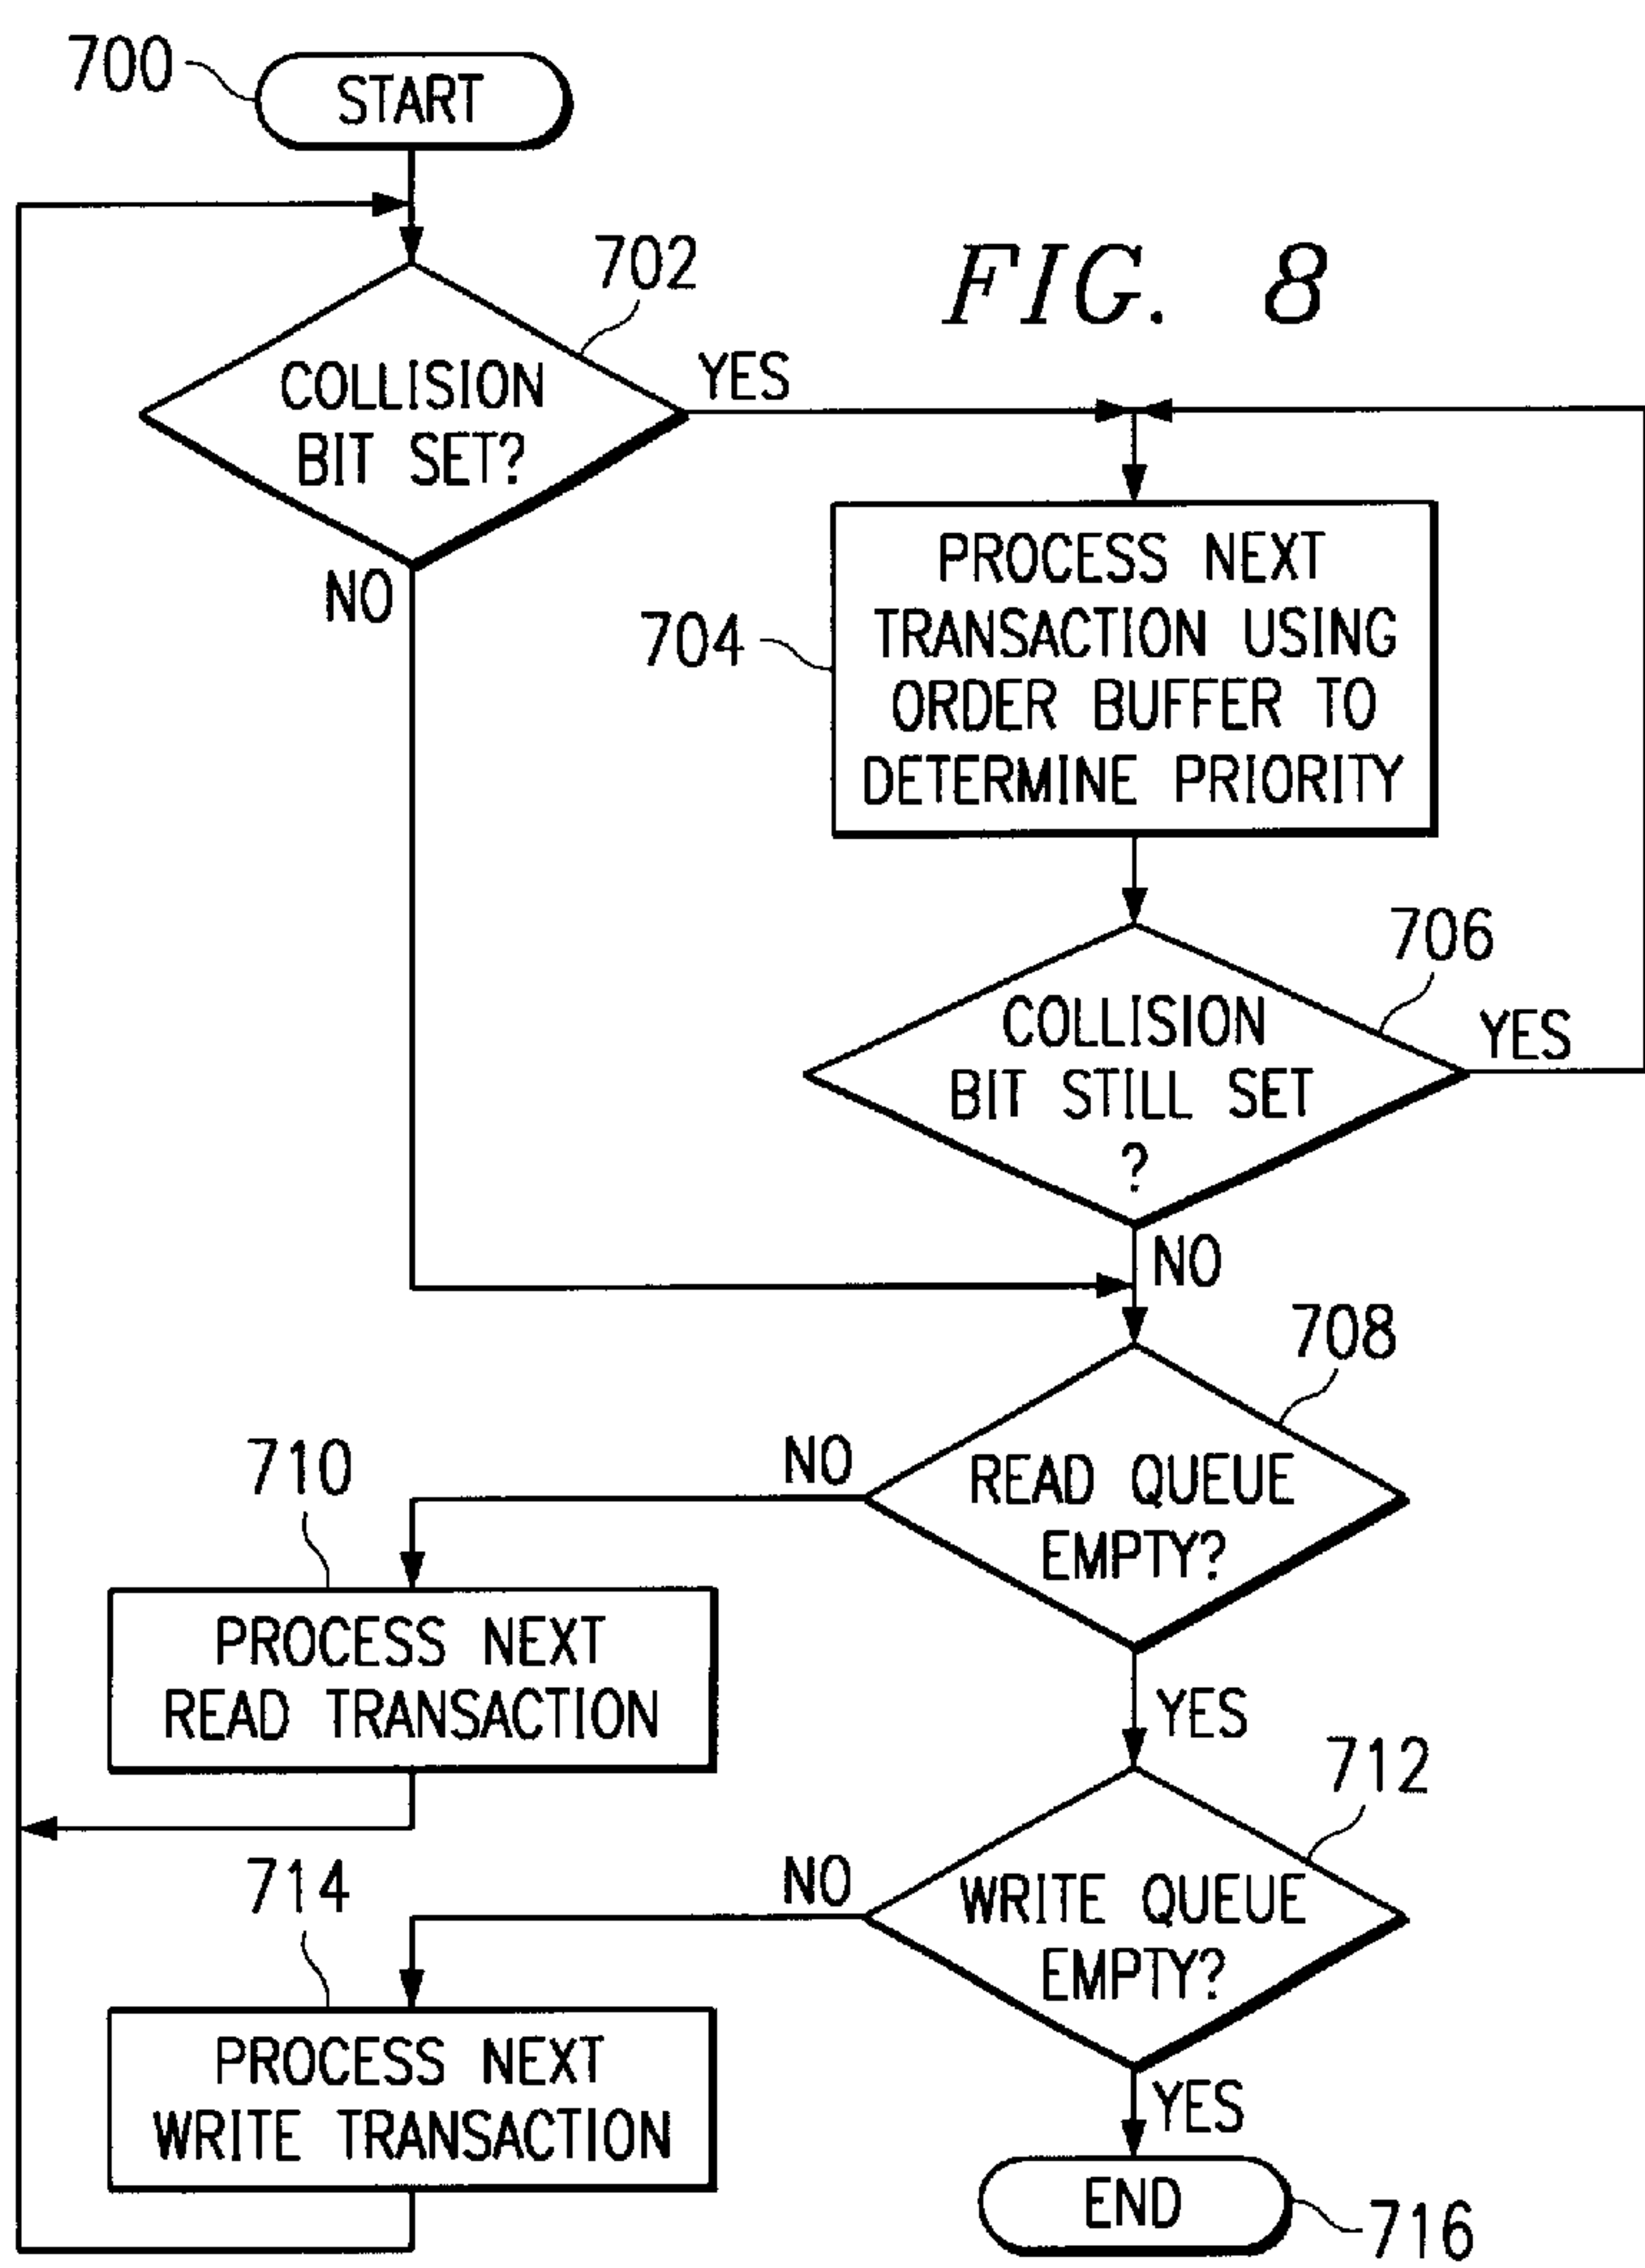 700
START
702
FIG. 8
COLLISION
BIT SET?
YES
NO
704
PROCESS NEXT
TRANSACTION USING
ORDER BUFFER TO
DETERMINE PRIORITY
706
COLLISION
BIT STILL SET
?
YES
NO
708
READ QUEUE
EMPTY?
NO
710
PROCESS NEXT
READ TRANSACTION
YES
712
WRITE QUEUE
EMPTY?
NO
714
PROCESS NEXT
WRITE TRANSACTION
YES
END
716